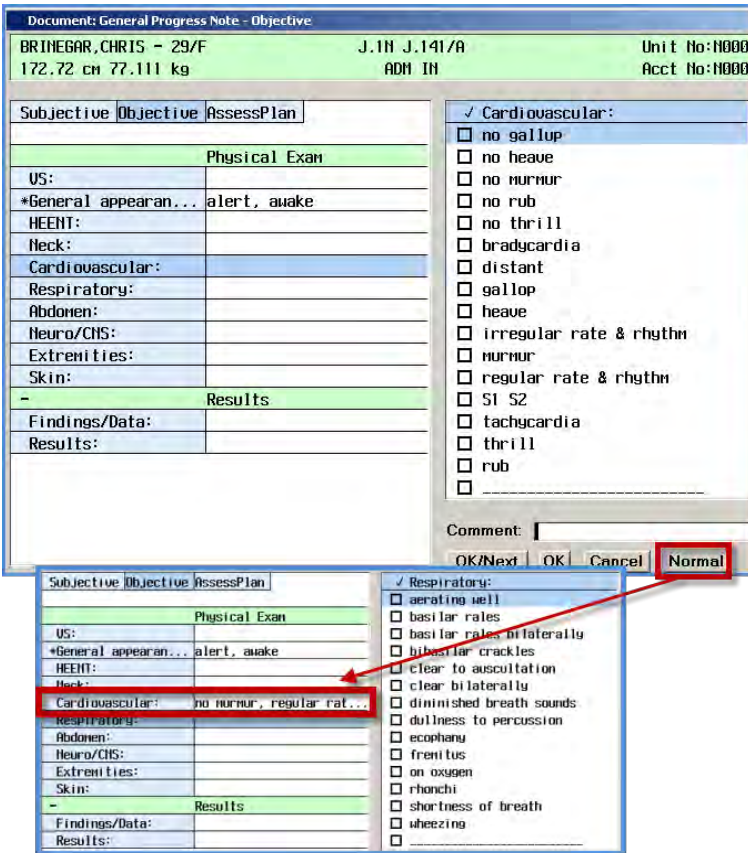 Document: General Progress Note - Objective
BRINEGAR,CHRIS - 29/F J.1N J.141/A Unit No:N000
172.72 cm 77.111 kg ADM IN Acct No:N000
Subjective Objective AssessPlan
Physical Exam
VS:
*General appearan... alert, awake
HEENT:
Neck:
Cardiovascular:
Respiratory:
Abdomen:
Neuro/CNS:
Extremities:
Skin:
- Results
Findings/Data:
Results:
✓ Cardiovascular:
no gallup
no heave
no murmur
no rub
no thrill
bradycardia
distant
gallop
heave
irregular rate & rhythm
murmur
regular rate & rhythm
S1 S2
tachycardia
thrill
rub
Comment:
OK/Next OK Cancel Normal
Subjective Objective AssessPlan
Physical Exam
VS:
*General appearan... alert, awake
HEENT:
Neck:
Cardiovascular: no murmur, regular rat...
Respiratory:
Abdomen:
Neuro/CNS:
Extremities:
Skin:
- Results
Findings/Data:
Results:
✓ Respiratory:
aerating well
basilar rales
basilar rales bilaterally
bibasilar crackles
clear to auscultation
clear bilaterally
diminished breath sounds
dullness to percussion
ecophany
fremitus
on oxygen
rhonchi
shortness of breath
wheezing